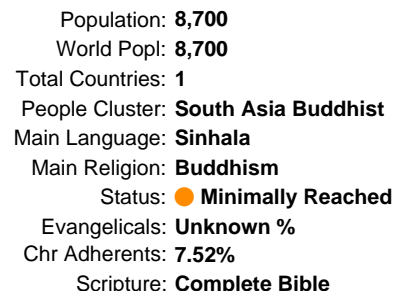 Population: 8,700
World Popl: 8,700
Total Countries: 1
People Cluster: South Asia Buddhist
Main Language: Sinhala
Main Religion: Buddhism
Status: Minimally Reached
Evangelicals: Unknown %
Chr Adherents: 7.52%
Scripture: Complete Bible